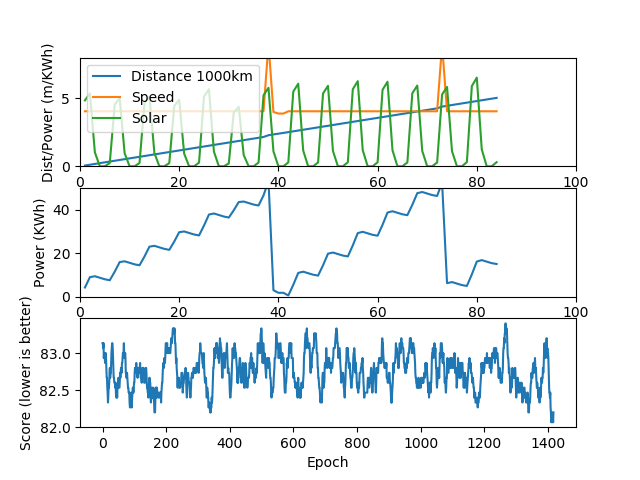 Dist/Power (m/KWh)
5
0
Distance 1000km
Speed
Solar
0 20 40 60 80 100
Power (KWh)
40
20
0
0 20 40 60 80 100
Score (lower is better)
83.0
82.5
82.0
0 200 400 600 800 1000 1200 1400
Epoch